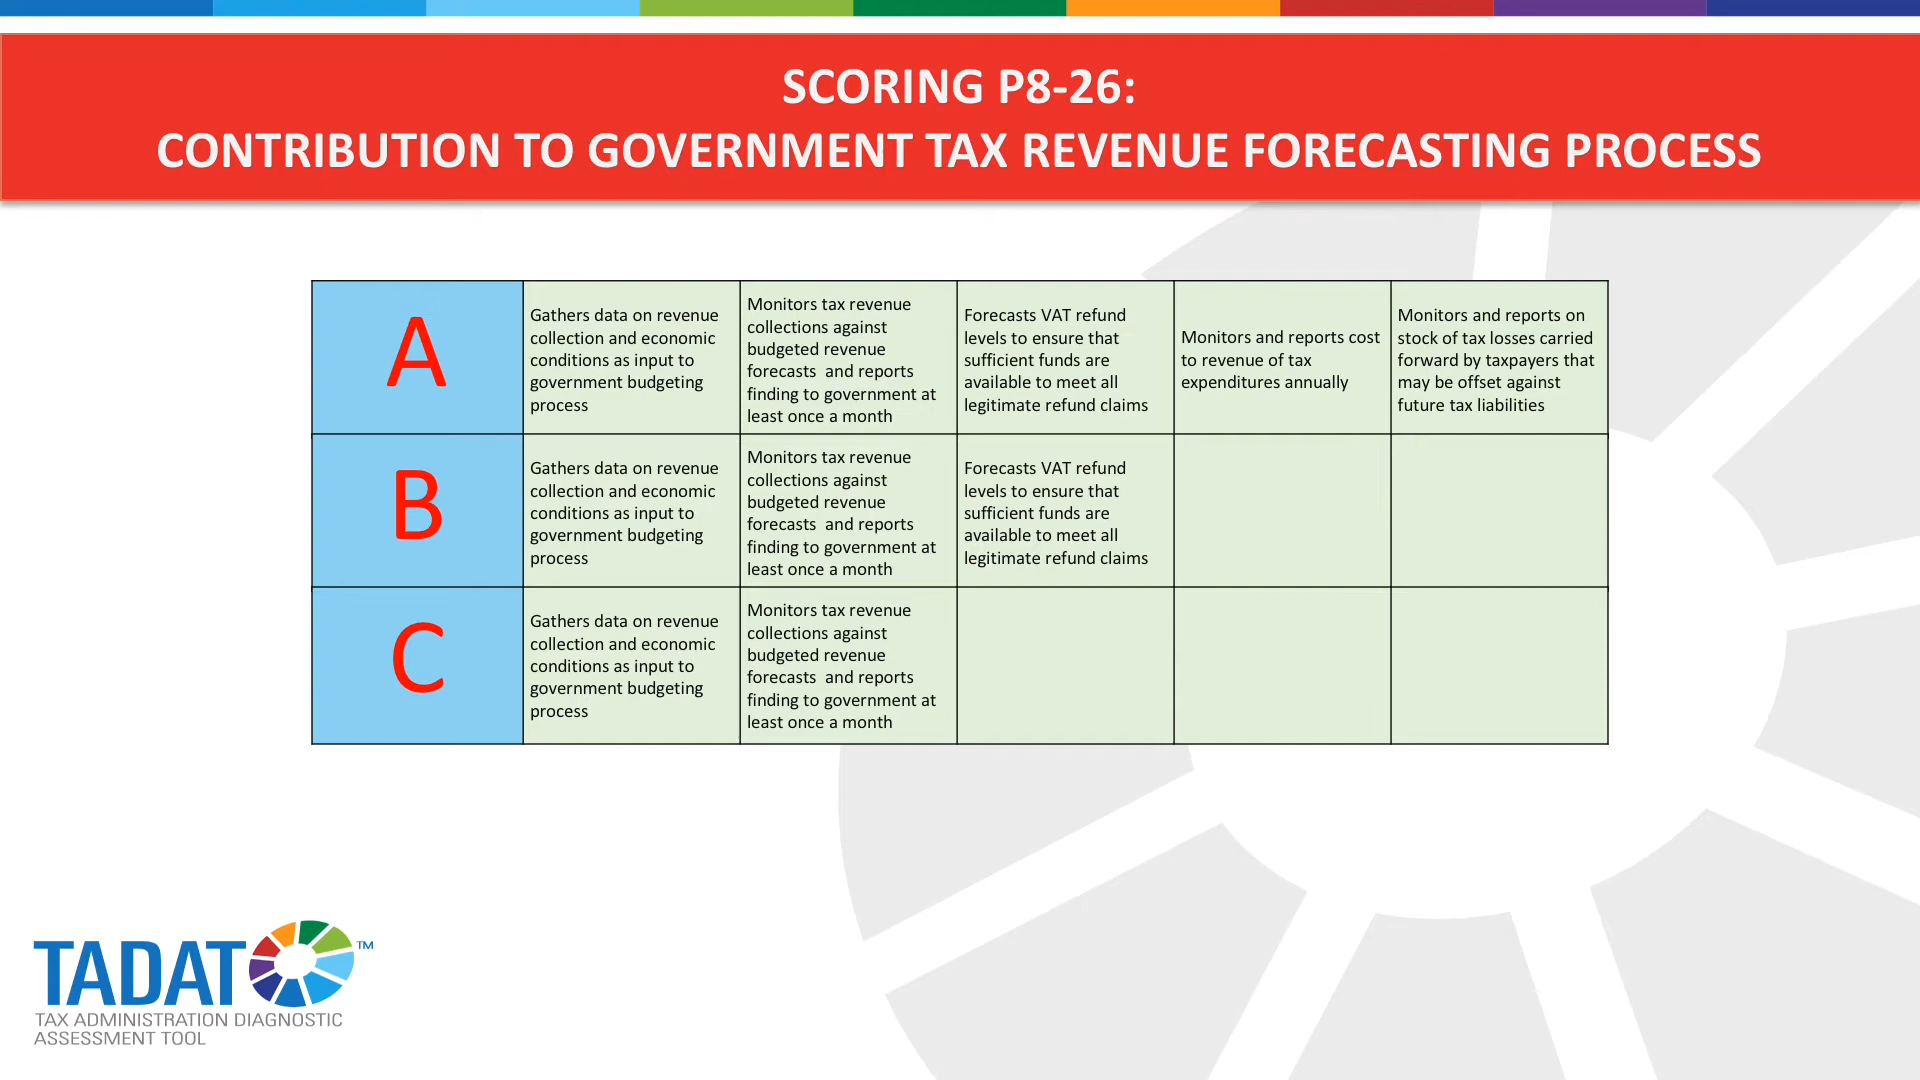 SCORING P8-26:
CONTRIBUTION TO GOVERNMENT TAX REVENUE FORECASTING PROCESS
A
Gathers data on revenue
collection and economic
conditions as input to
government budgeting
process
Monitors tax revenue
collections against
budgeted revenue
forecasts  and reports
finding to government at
least once a month
Forecasts VAT refund
levels to ensure that
sufficient funds are
available to meet all
legitimate refund claims
Monitors and reports cost
to revenue of tax
expenditures annually
Monitors and reports on
stock of tax losses carried
forward by taxpayers that
may be offset against
future tax liabilities
B
Gathers data on revenue
collection and economic
conditions as input to
government budgeting
process
Monitors tax revenue
collections against
budgeted revenue
forecasts  and reports
finding to government at
least once a month
Forecasts VAT refund
levels to ensure that
sufficient funds are
available to meet all
legitimate refund claims
C
Gathers data on revenue
collection and economic
conditions as input to
government budgeting
process
Monitors tax revenue
collections against
budgeted revenue
forecasts  and reports
finding to government at
least once a month
TADAT TM
TAX ADMINISTRATION DIAGNOSTIC
ASSESSMENT TOOL